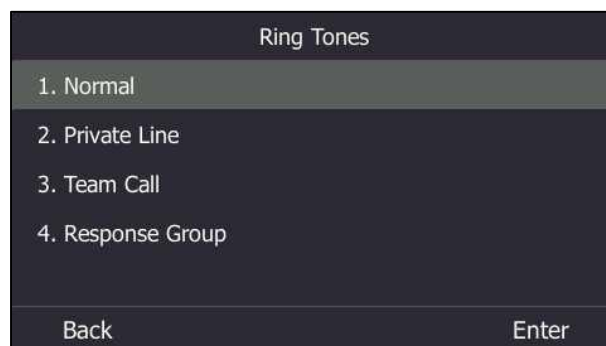 Ring Tones
1. Normal
2. Private Line
3. Team Call
4. Response Group
Back Enter